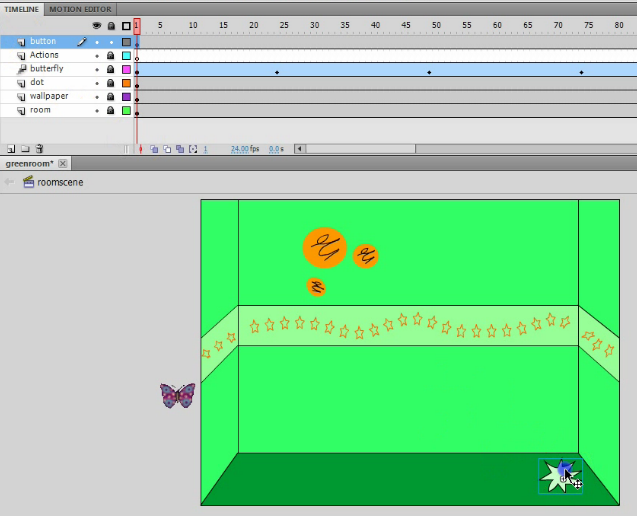 TIMELINE MOTION EDITOR
1 5 10 15 20 25 30 35 40 45 50 55 60 65 70 75 80
button
Actions
butterfly
dot
wallpaper
room
1 24.00 fps 0.0 s
greenroom*
roomscene